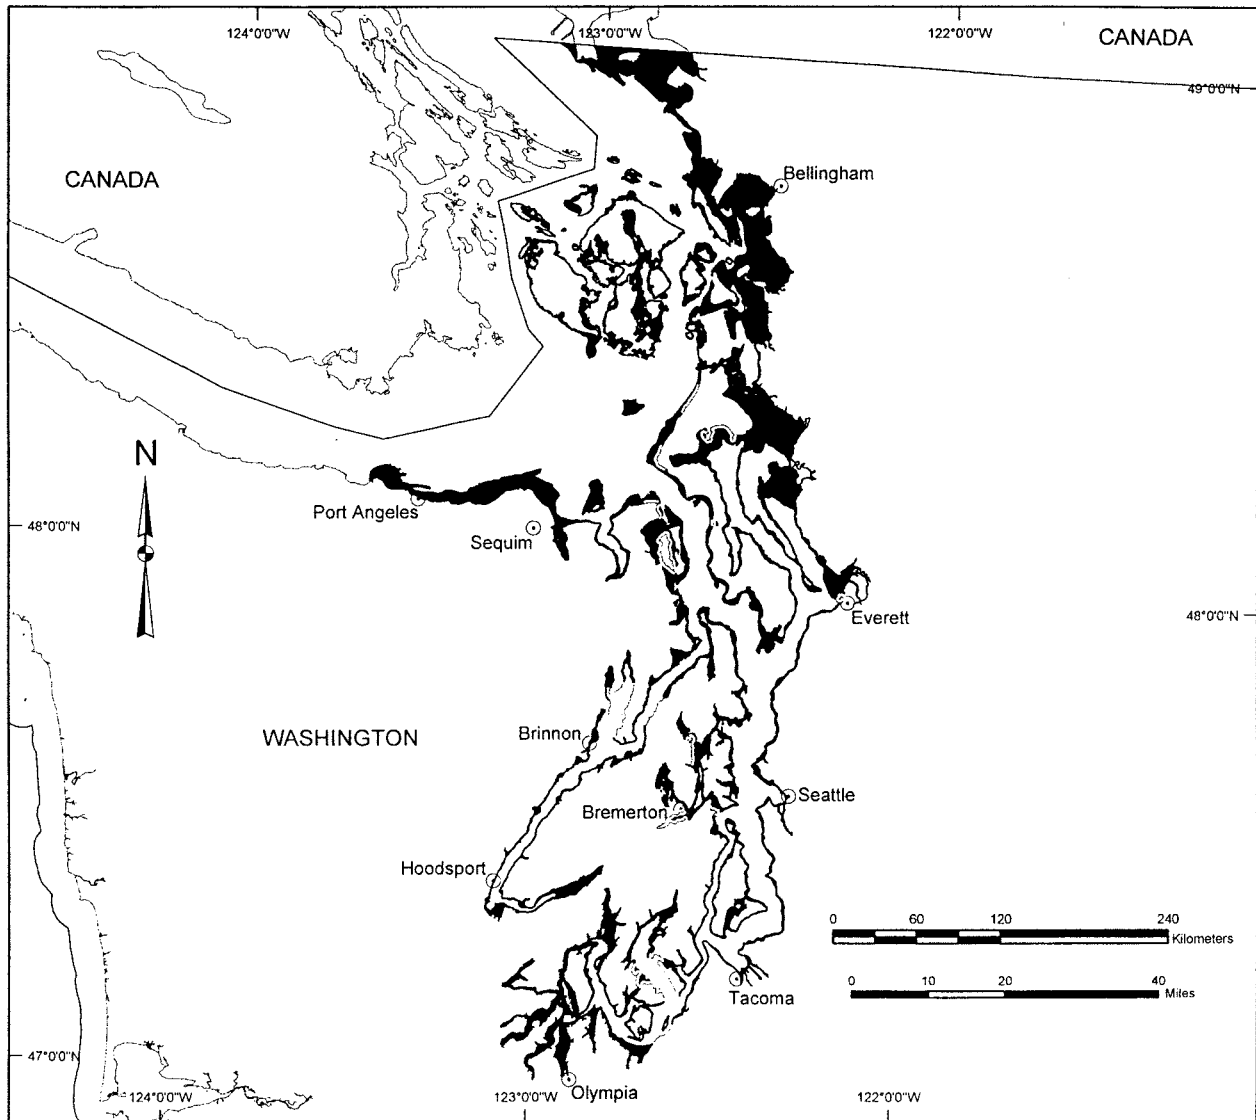 124°0'0"W
123°0'0"W
122°0'0"W
CANADA
49°0'0"N
CANADA
Bellingham
N
Port Angeles
48°0'0"N
Sequim
Everett
48°0'0"N
WASHINGTON
Brinnon
Bremerton
Seattle
Hoodsport
0 60 120 240
Kilometers
Tacoma
0 10 20 40
Miles
47°0'0"N
Olympia
124°0'0"W
123°0'0"W
122°0'0"W